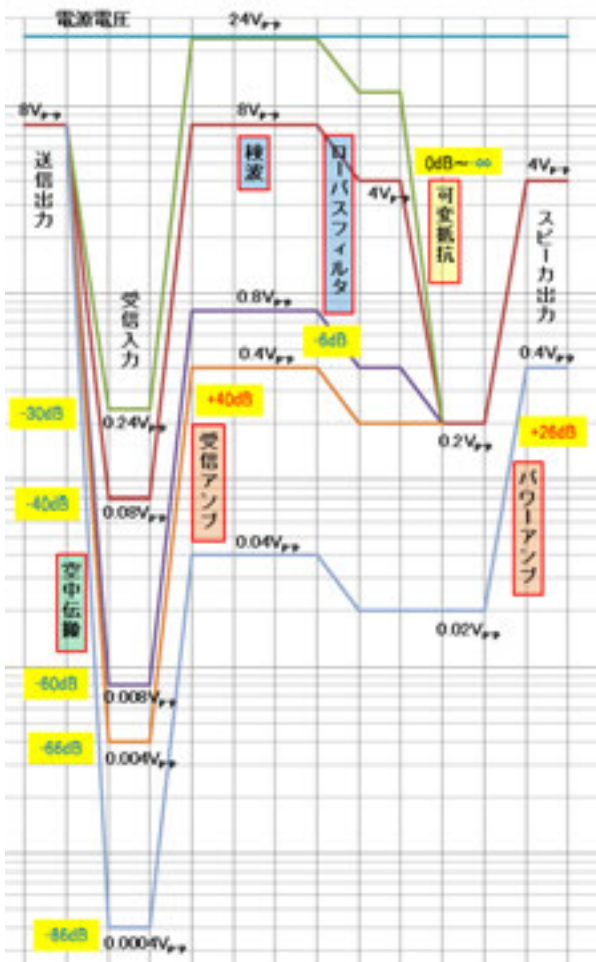 電源電圧
24VP-P
8VP-P
8VP-P
送信出力
検波
ローパスフィルタ
0dB～-∞
4VP-P
4VP-P
可変抵抗
スピーカ出力
受信入力
0.8VP-P
-6dB
0.4VP-P
0.4VP-P
-30dB
0.24VP-P
+40dB
0.2VP-P
+26dB
受信アンプ
-40dB
0.08VP-P
パワーアンプ
0.04VP-P
空中伝搬
0.02VP-P
-60dB
0.008VP-P
-66dB
0.004VP-P
-86dB
0.0004VP-P